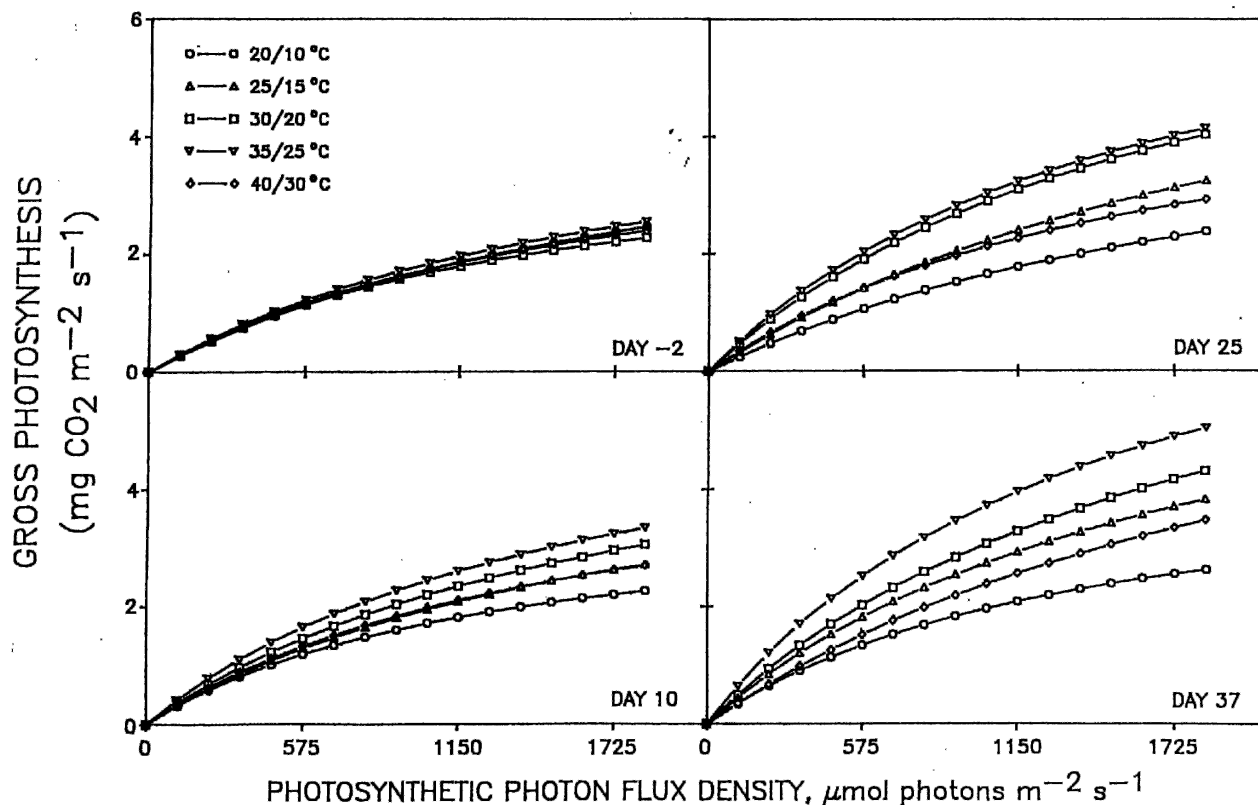 GROSS PHOTOSYNTHESIS
(mg CO2 m−2 s−1)
6
4
2
0
20/10 °C
25/15 °C
30/20 °C
35/25 °C
40/30 °C
DAY −2
DAY 25
4
2
0
DAY 10
DAY 37
0 575 1150 1725
0 575 1150 1725
PHOTOSYNTHETIC PHOTON FLUX DENSITY, μmol photons m−2 s−1